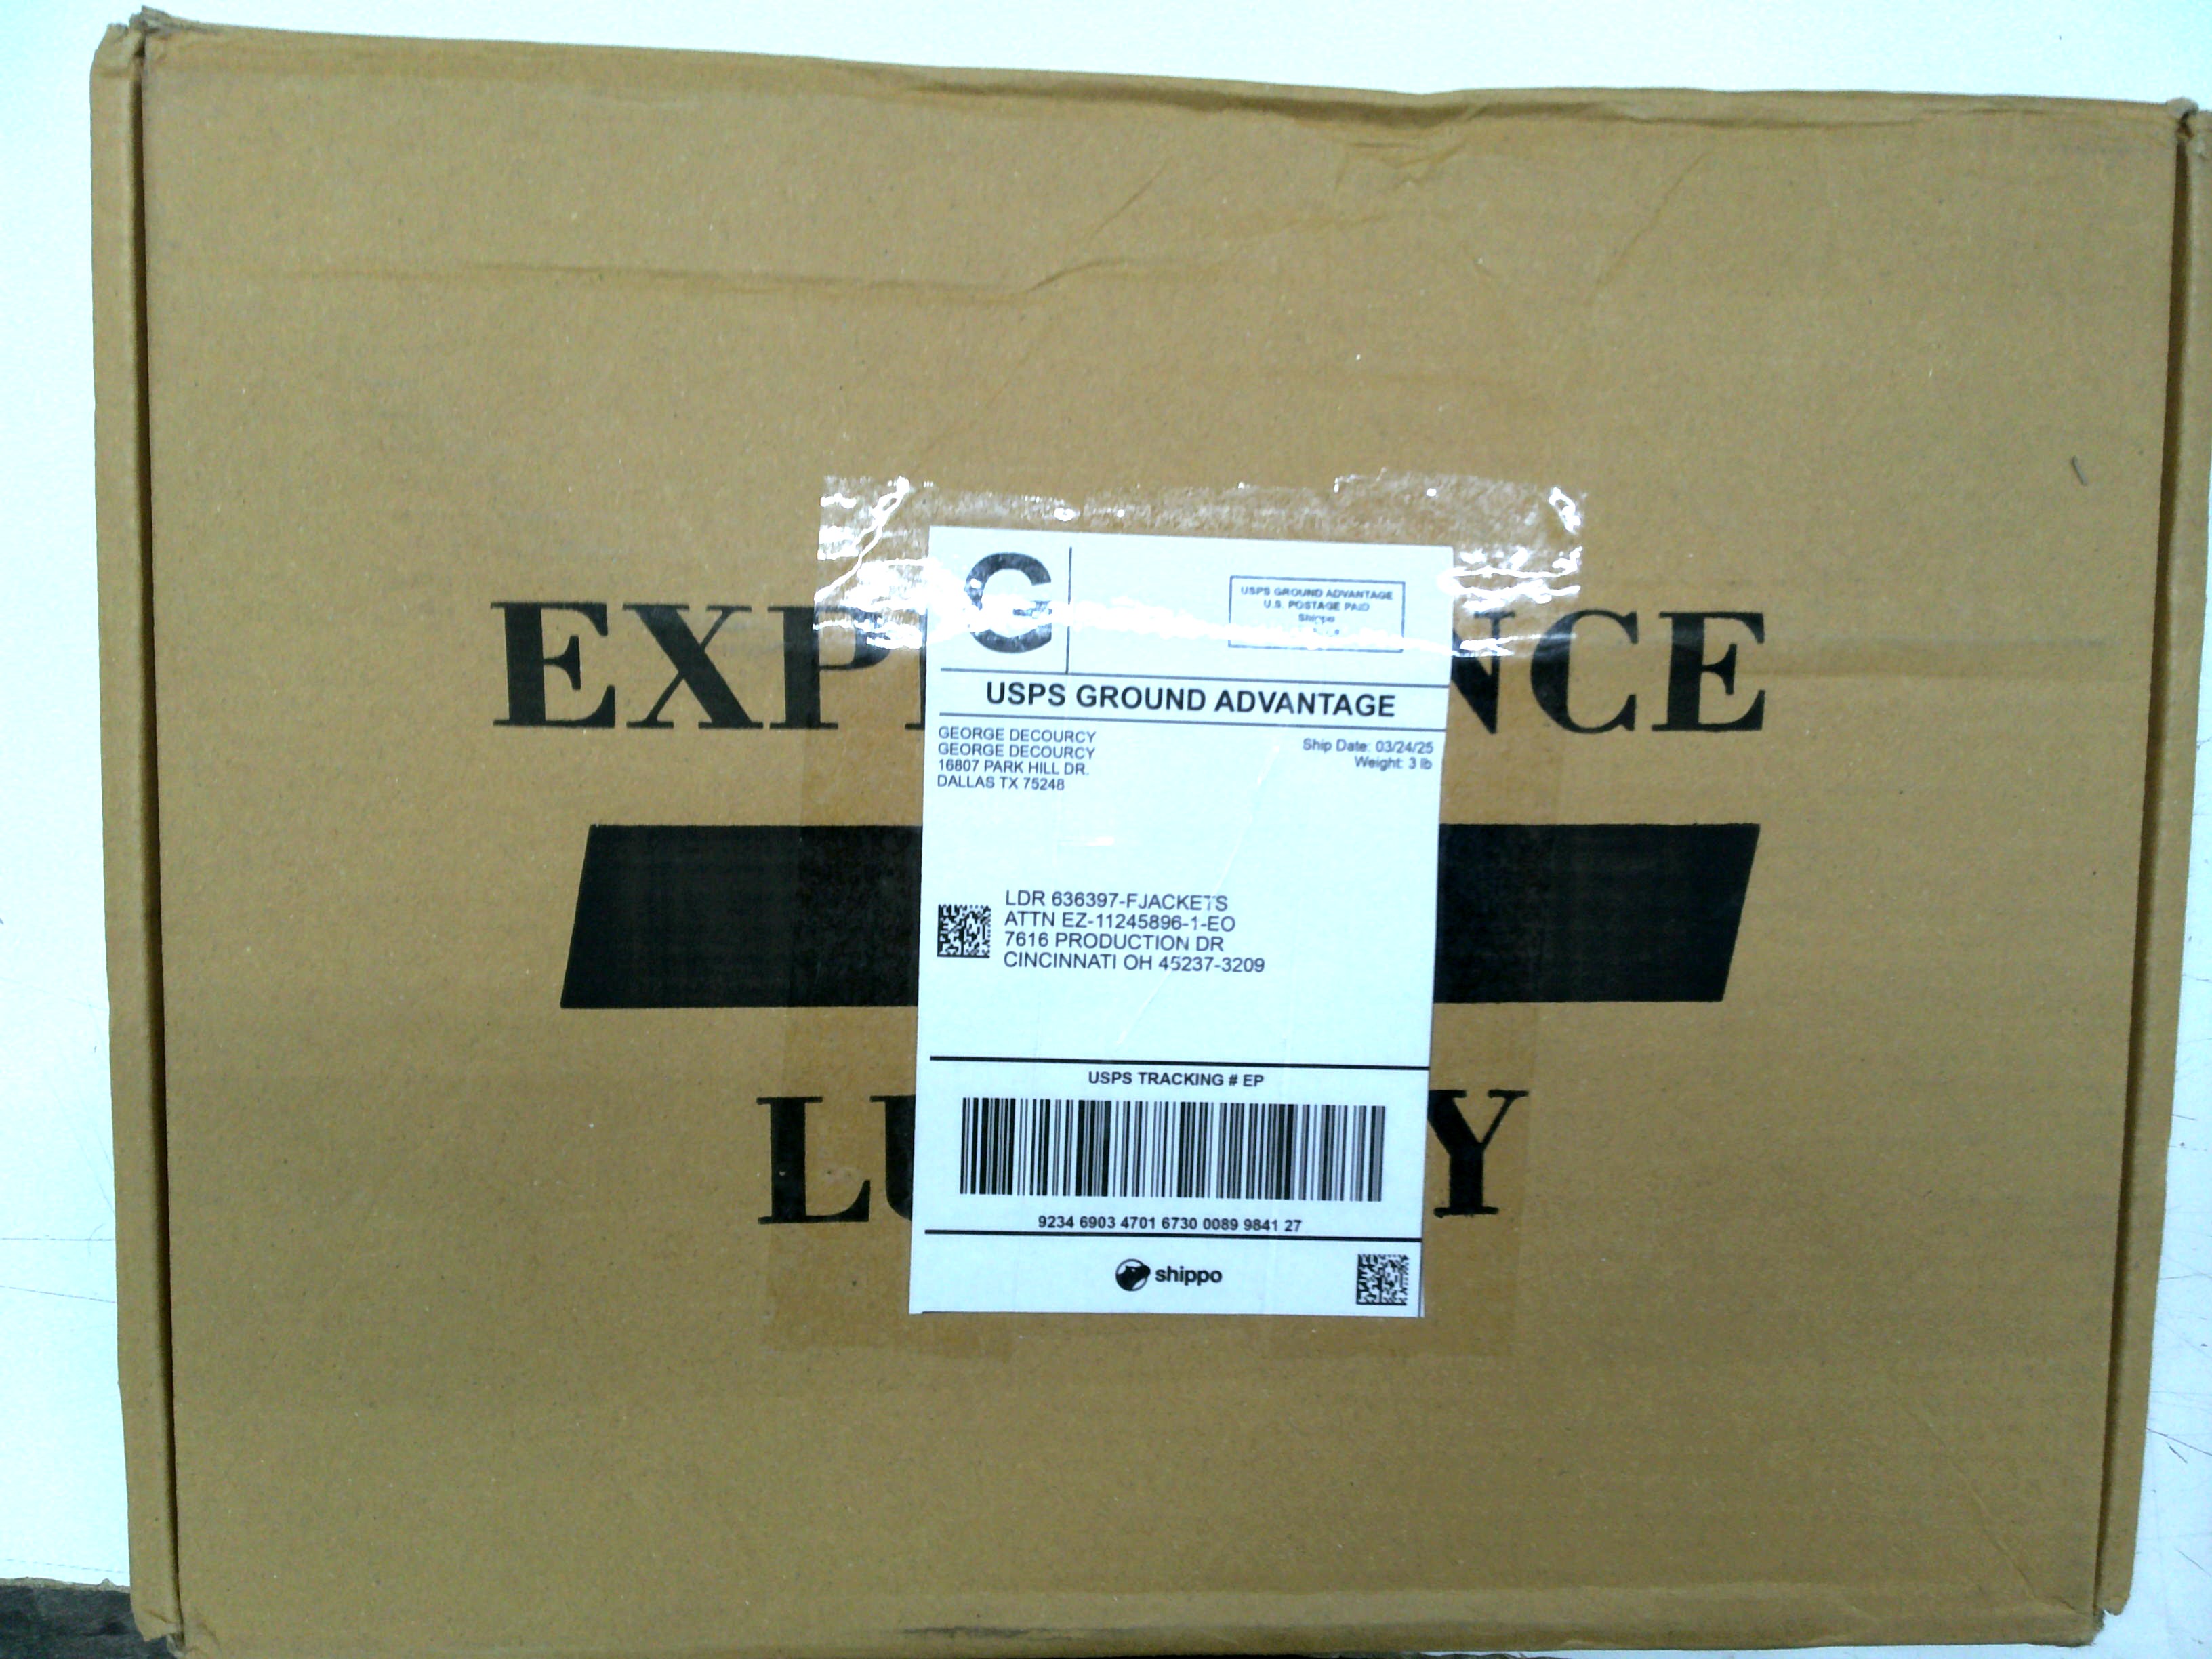 EXP NCE
G
USPS GROUND ADVANTAGE
U.S. POSTAGE PAID
Shippo
USPS GROUND ADVANTAGE
GEORGE DECOURCY
GEORGE DECOURCY
16807 PARK HILL DR.
DALLAS TX 75248
Ship Date: 03/24/25
Weight: 3 lb
LDR 636397-FJACKETS
ATTN EZ-11245896-1-EO
7616 PRODUCTION DR
CINCINNATI OH 45237-3209
USPS TRACKING # EP
LU Y
9234 6903 4701 6730 0089 9841 27
shippo